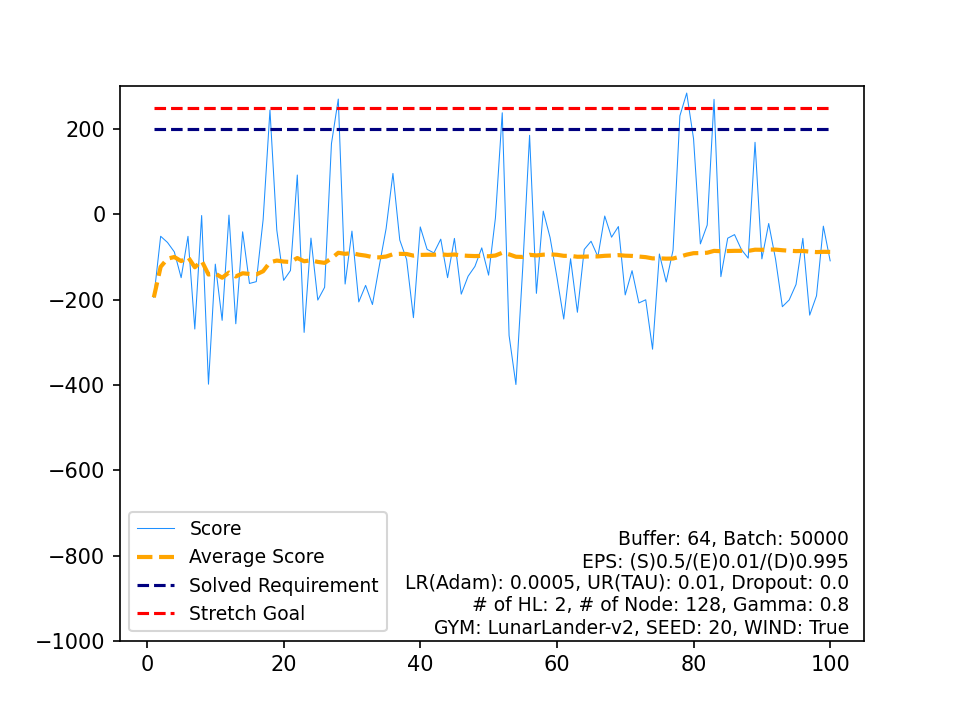 200
0
−200
−400
−600
−800
−1000
0
20
40
60
80
100
Score
Average Score
Solved Requirement
Stretch Goal
Buffer: 64, Batch: 50000
EPS: (S)0.5/(E)0.01/(D)0.995
LR(Adam): 0.0005, UR(TAU): 0.01, Dropout: 0.0
# of HL: 2, # of Node: 128, Gamma: 0.8
GYM: LunarLander-v2, SEED: 20, WIND: True